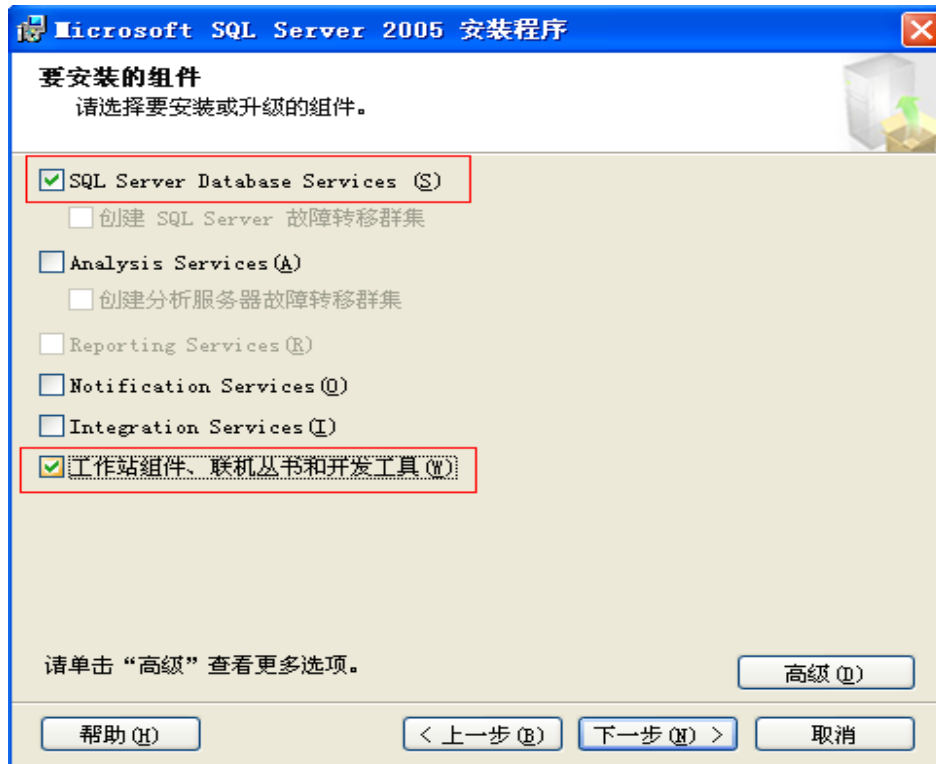 Microsoft SQL Server 2005 安装程序
要安装的组件
请选择要安装或升级的组件。
SQL Server Database Services (S)
创建 SQL Server 故障转移群集
Analysis Services(A)
创建分析服务器故障转移群集
Reporting Services(R)
Notification Services(O)
Integration Services(I)
工作站组件、联机丛书和开发工具(W)
请单击“高级”查看更多选项。
高级(D)
帮助(H)
< 上一步(B)
下一步(N) >
取消